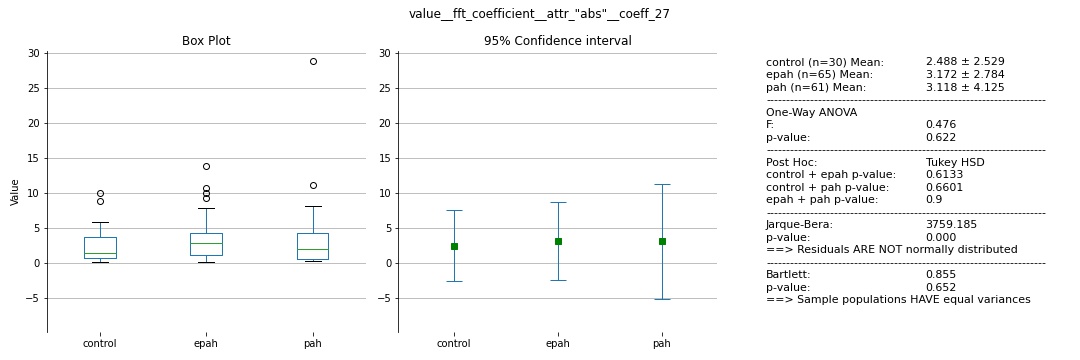 value__fft_coefficient__attr_"abs"__coeff_27
Box Plot
Value
30
25
20
15
10
5
0
−5
control epah pah
95% Confidence interval
30
25
20
15
10
5
0
−5
control epah pah
control (n=30) Mean: 2.488 ± 2.529
epah (n=65) Mean: 3.172 ± 2.784
pah (n=61) Mean: 3.118 ± 4.125
One-Way ANOVA
F: 0.476
p-value: 0.622
Post Hoc: Tukey HSD
control + epah p-value: 0.6133
control + pah p-value: 0.6601
epah + pah p-value: 0.9
Jarque-Bera: 3759.185
p-value: 0.000
==> Residuals ARE NOT normally distributed
Bartlett: 0.855
p-value: 0.652
==> Sample populations HAVE equal variances